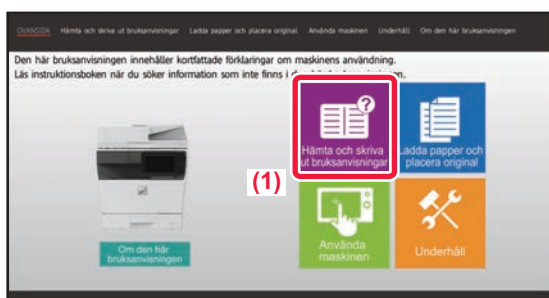 OVANSIDA Hämta och skriva ut bruksanvisningar Ladda papper och placera original Använda maskinen Underhåll Om den här bruksanvisningen
Den här bruksanvisningen innehåller kortfattade förklaringar om maskinens användning.
Läs instruktionsboken när du söker information som inte finns i
Hämta och skriva
ut bruksanvisningar
Ladda papper och
placera original
(1)
Om den här
bruksanvisningen
Använda
maskinen
Underhåll